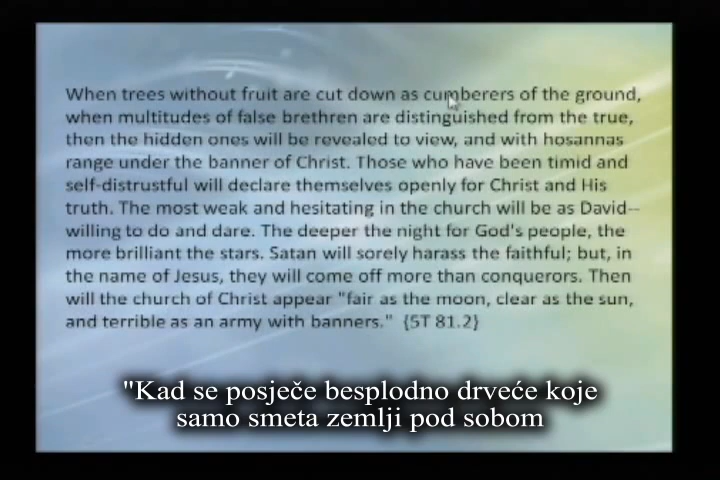 When trees without fruit are cut down as cumberers of the ground,
when multitudes of false brethren are distinguished from the true,
then the hidden ones will be revealed to view, and with hosannas
range under the banner of Christ. Those who have been timid and
self-distrustful will declare themselves openly for Christ and His
truth. The most weak and hesitating in the church will be as David--
willing to do and dare. The deeper the night for God's people, the
more brilliant the stars. Satan will sorely harass the faithful; but, in
the name of Jesus, they will come off more than conquerors. Then
will the church of Christ appear "fair as the moon, clear as the sun,
and terrible as an army with banners." {5T 81.2}
"Kad se posječe besplodno drveće koje
samo smeta zemlji pod sobom